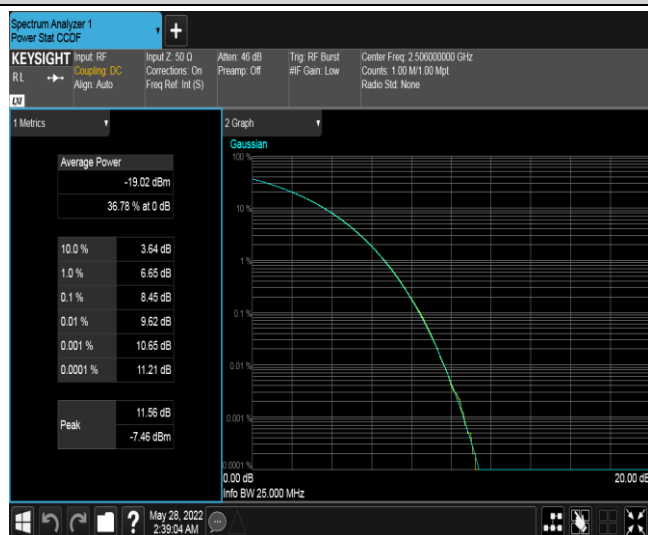 Spectrum Analyzer 1
Power Stat CCDF
+
KEYSIGHT
RL
LXI
Input: RF
Coupling: DC
Align: Auto
Input Z: 50 Ω
Corrections: On
Freq Ref: Int (S)
Atten: 46 dB
Preamp: Off
Trig: RF Burst
#IF Gain: Low
Center Freq: 2.506000000 GHz
Counts: 1.00 M/1.00 Mpt
Radio Std: None
1 Metrics
Average Power
-19.02 dBm
36.78 % at 0 dB
10.0 % 3.64 dB
1.0 % 6.65 dB
0.1 % 8.45 dB
0.01 % 9.62 dB
0.001 % 10.65 dB
0.0001 % 11.21 dB
Peak 11.56 dB
-7.46 dBm
2 Graph
Gaussian
100 %
10 %
1 %
0.1 %
0.01 %
0.001 %
0.0001 %
0.00 dB 20.00 dB
Info BW 25.000 MHz
? May 28, 2022
2:39:04 AM